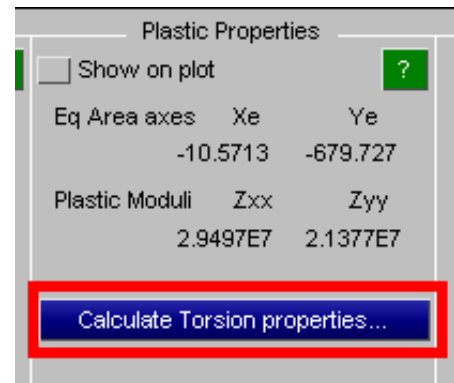 Plastic Properties
Show on plot ?
Eq Area axes Xe Ye
-10.5713 -679.727
Plastic Moduli Zxx Zyy
2.9497E7 2.1377E7
Calculate Torsion properties...